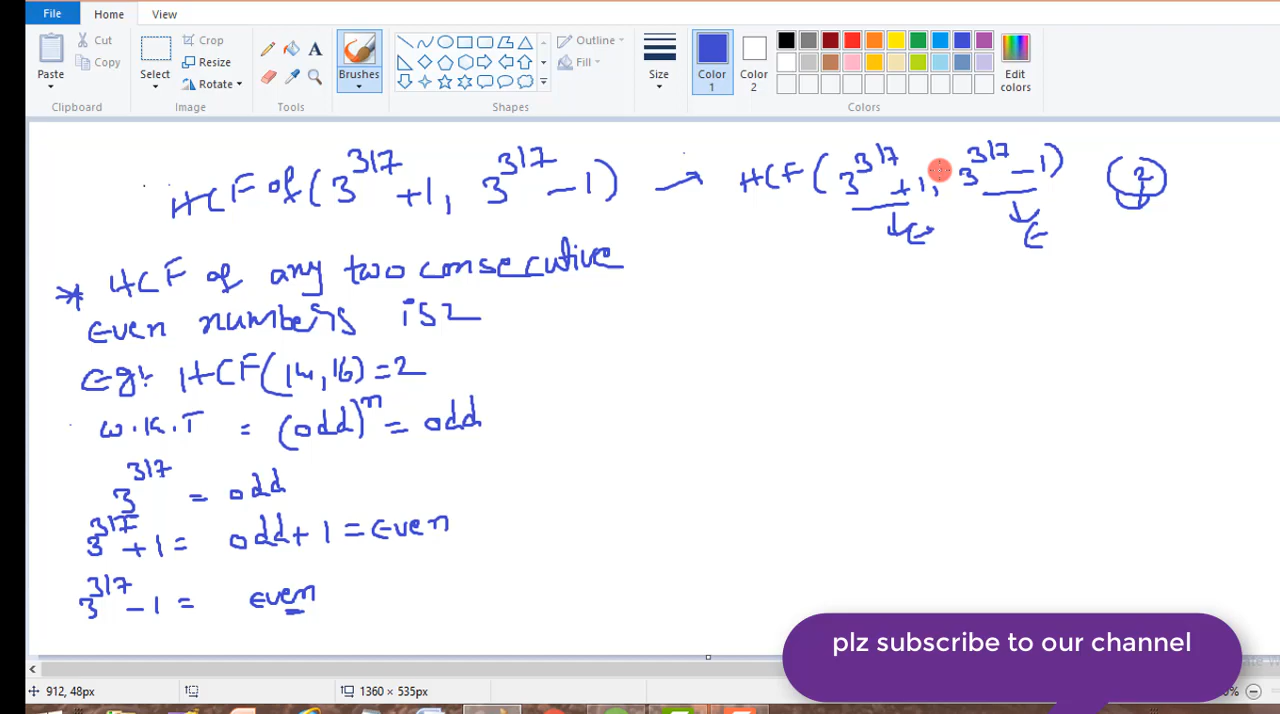 File Home View
Paste Cut Copy Select Crop Resize Rotate Brushes Outline Fill Size Color 1 Color 2 Edit colors
Clipboard Image Tools Shapes Colors
HCF of (3^317 +1, 3^317 -1) → HCF (3^317 +1, 3^317 -1) 2
E E
* HCF of any two consecutive
Even numbers is 2
Eg:- HCF(14,16) = 2
W.K.T = (odd)^n = odd
3^317 = odd
3^317 +1 = odd + 1 = Even
3^317 -1 = even
plz subscribe to our channel
912, 48px 1360 × 535px